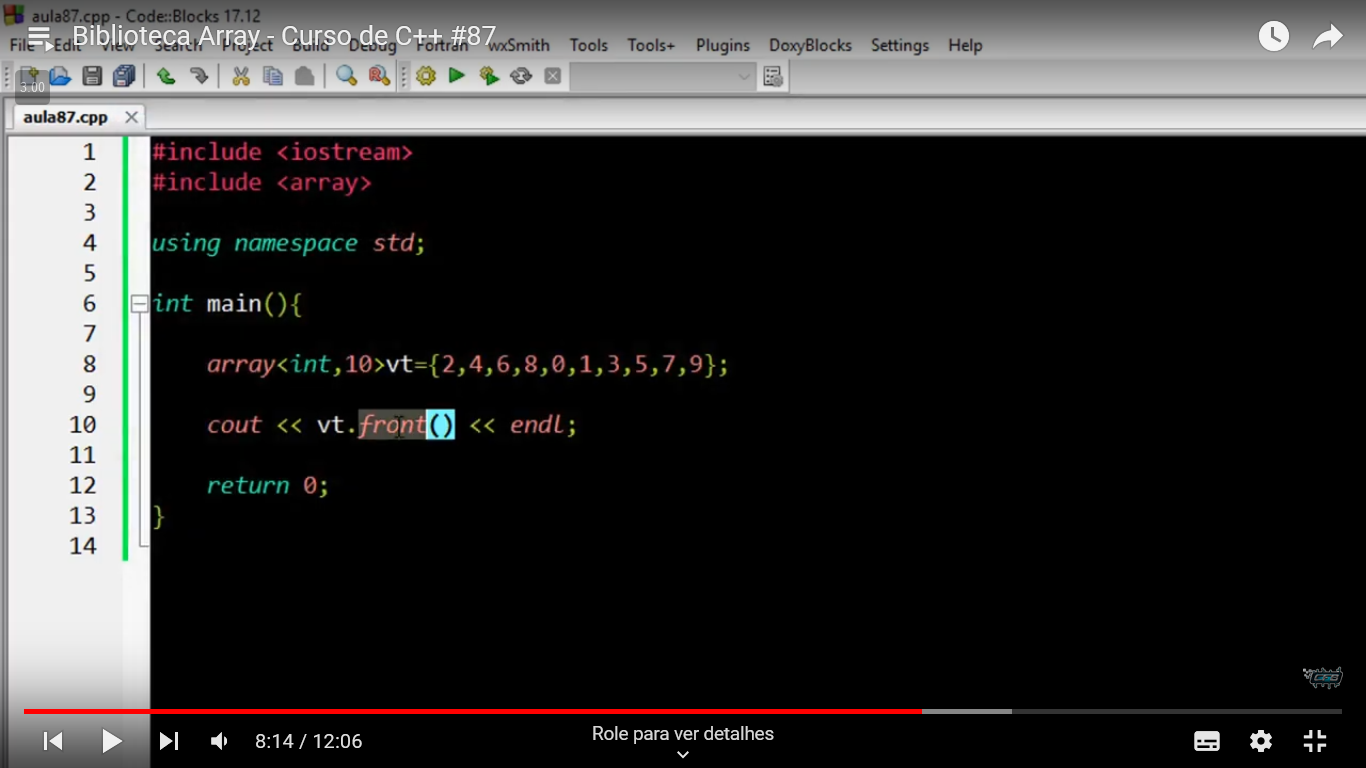 aula87.cpp - Code::Blocks 17.12
Biblioteca Array - Curso de C++ #87
File Edit View Search Project Build Debug Fortran wxSmith Tools Tools+ Plugins DoxyBlocks Settings Help
3.00
aula87.cpp
1 #include <iostream>
2 #include <array>
3
4 using namespace std;
5
6 int main(){
7
8 array<int,10>vt={2,4,6,8,0,1,3,5,7,9};
9
10 cout << vt.front() << endl;
11
12 return 0;
13 }
14
CFB
8:14 / 12:06
Role para ver detalhes